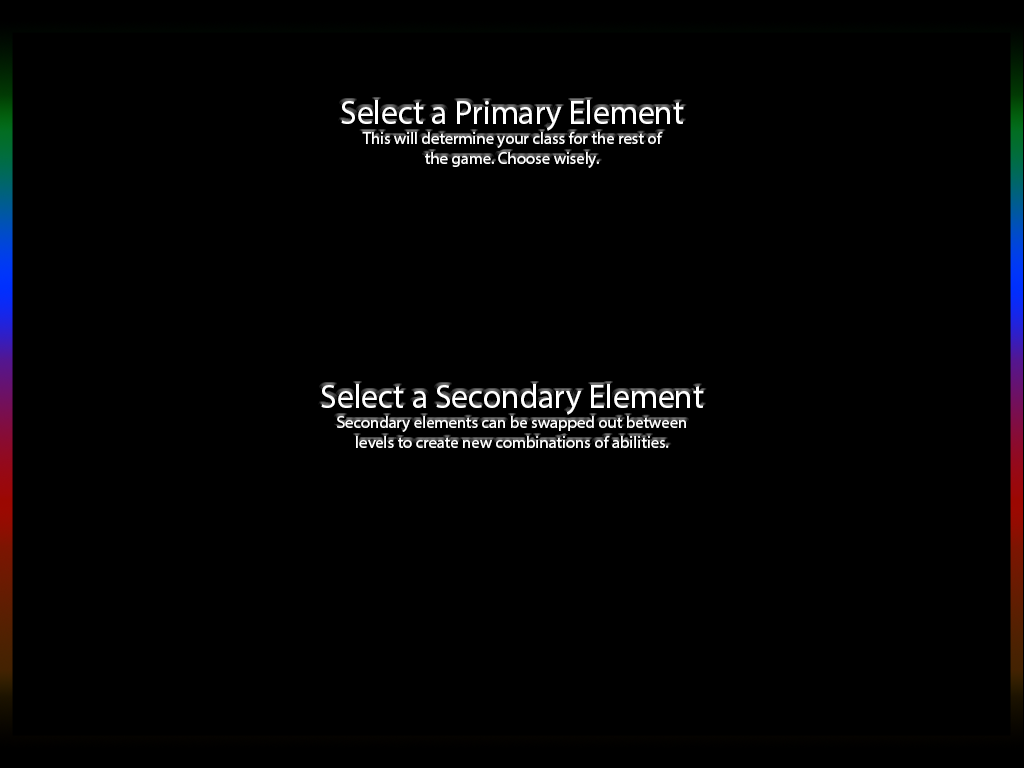 Select a Primary Element
This will determine your class for the rest of
the game. Choose wisely.
Select a Secondary Element
Secondary elements can be swapped out between
levels to create new combinations of abilities.